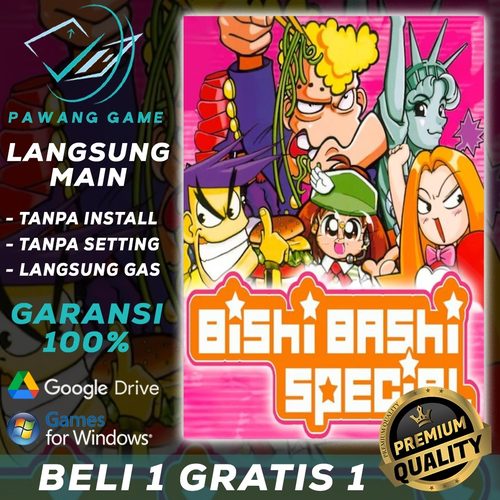 PAWANG GAME
LANGSUNG
MAIN
- TANPA INSTALL
- TANPA SETTING
- LANGSUNG GAS
GARANSI
100%
Google Drive
Games
for Windows®
BiSHi BASHi
SPECiAL
PREMIUM
QUALITY
BELI 1 GRATIS 1